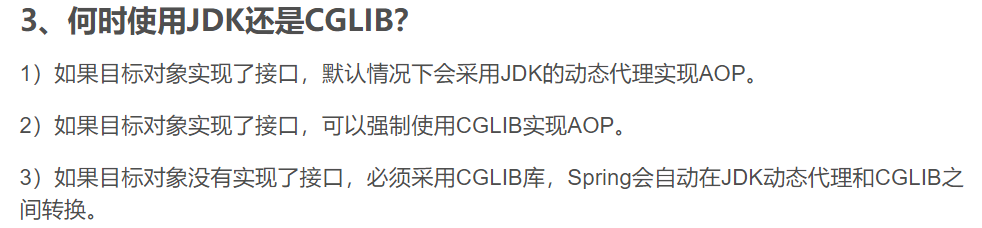 3、何时使用JDK还是CGLIB？
1）如果目标对象实现了接口，默认情况下会采用JDK的动态代理实现AOP。
2）如果目标对象实现了接口，可以强制使用CGLIB实现AOP。
3）如果目标对象没有实现了接口，必须采用CGLIB库，Spring会自动在JDK动态代理和CGLIB之
间转换。